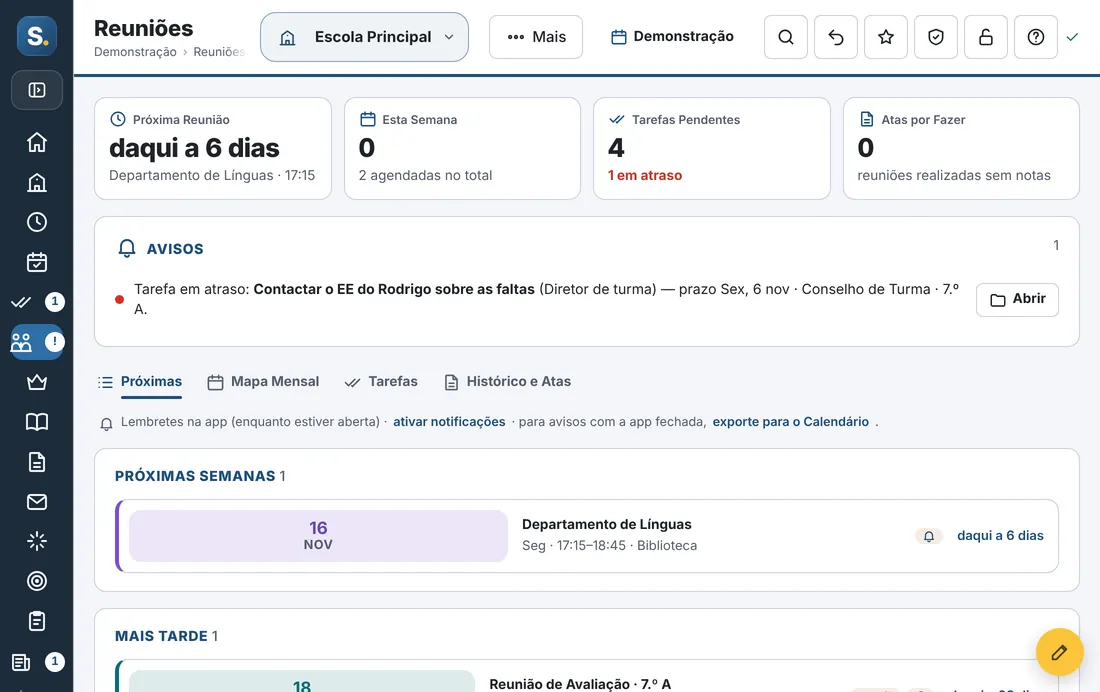 S.
Reuniões
Demonstração › Reuniões
Escola Principal
Mais
Demonstração
Próxima Reunião
daqui a 6 dias
Departamento de Línguas · 17:15
Esta Semana
0
2 agendadas no total
Tarefas Pendentes
4
1 em atraso
Atas por Fazer
0
reuniões realizadas sem notas
AVISOS
1
Tarefa em atraso: Contactar o EE do Rodrigo sobre as faltas (Diretor de turma) — prazo Sex, 6 nov · Conselho de Turma · 7.º
A.
Abrir
1
!
1
Próximas
Mapa Mensal
Tarefas
Histórico e Atas
Lembretes na app (enquanto estiver aberta) · ativar notificações · para avisos com a app fechada, exporte para o Calendário .
PRÓXIMAS SEMANAS 1
16
NOV
Departamento de Línguas
Seg · 17:15–18:45 · Biblioteca
daqui a 6 dias
MAIS TARDE 1
18
Reunião de Avaliação · 7.º A